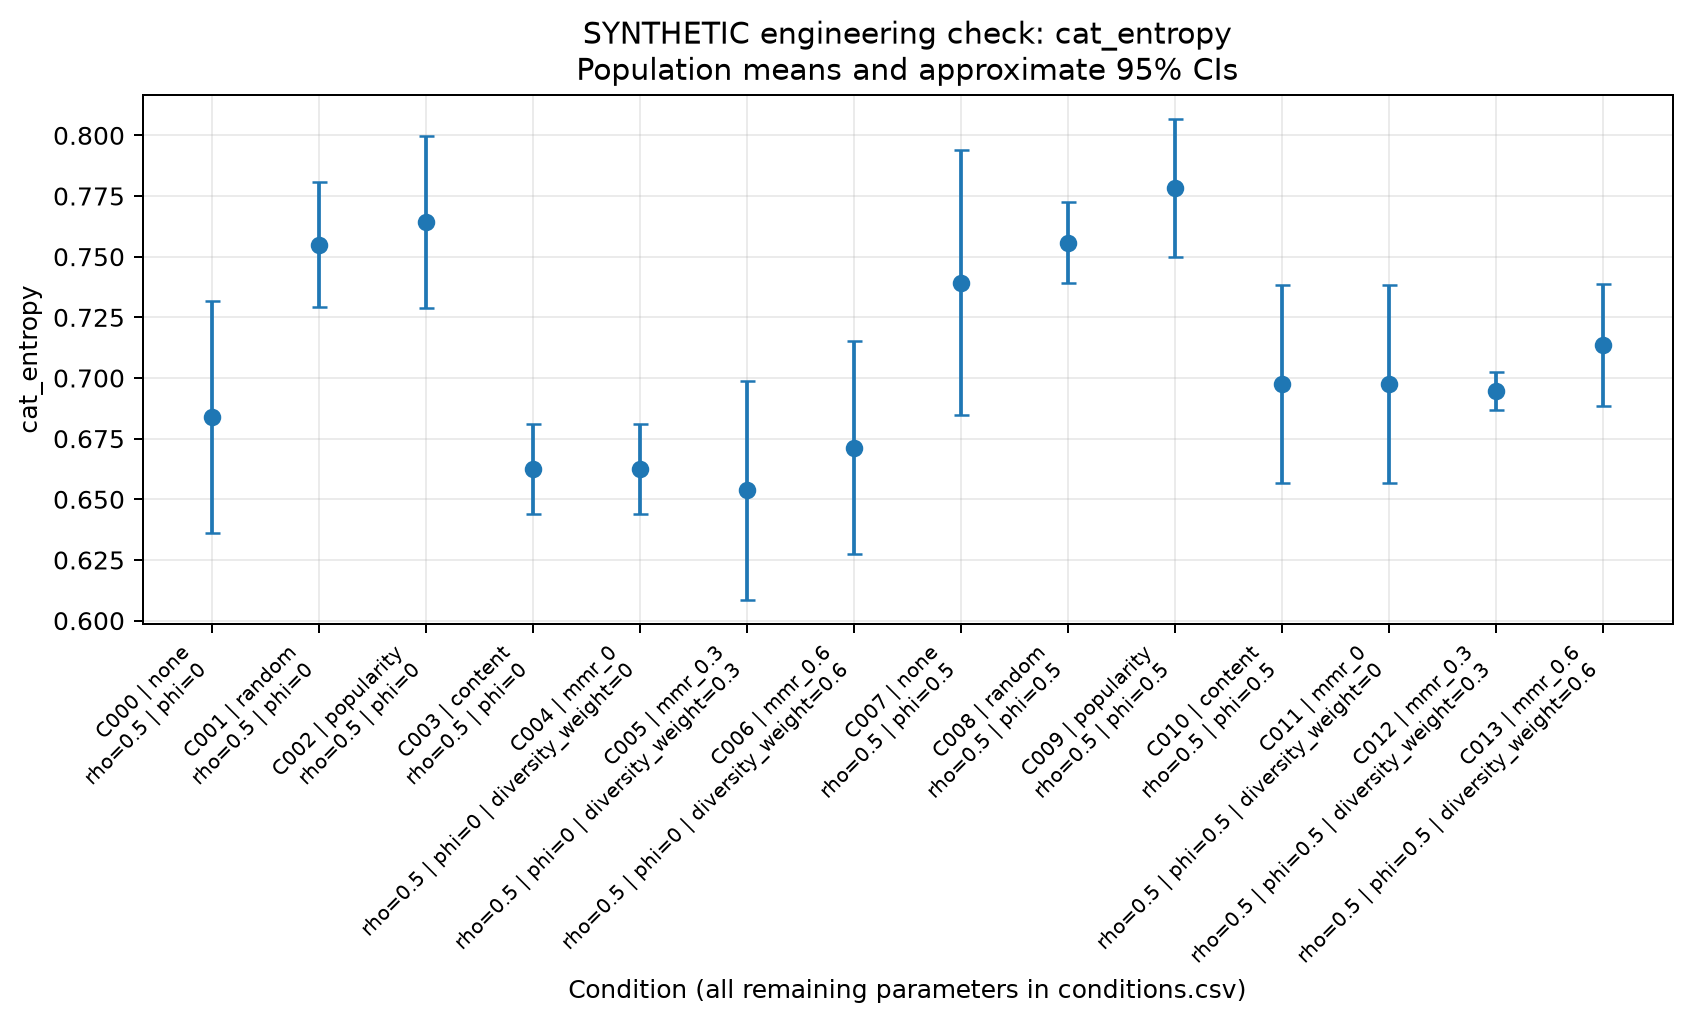 SYNTHETIC engineering check: cat_entropy
Population means and approximate 95% CIs
cat_entropy
0.800
0.775
0.750
0.725
0.700
0.675
0.650
0.625
0.600
C000 | none
rho=0.5 | phi=0
C001 | random
rho=0.5 | phi=0
C002 | popularity
rho=0.5 | phi=0
C003 | content
rho=0.5 | phi=0
C004 | mmr_0
rho=0.5 | phi=0 | diversity_weight=0
C005 | mmr_0.3
rho=0.5 | phi=0 | diversity_weight=0.3
C006 | mmr_0.6
rho=0.5 | phi=0 | diversity_weight=0.6
C007 | none
rho=0.5 | phi=0.5
C008 | random
rho=0.5 | phi=0.5
C009 | popularity
rho=0.5 | phi=0.5
C010 | content
rho=0.5 | phi=0.5
C011 | mmr_0
rho=0.5 | phi=0.5 | diversity_weight=0
C012 | mmr_0.3
rho=0.5 | phi=0.5 | diversity_weight=0.3
C013 | mmr_0.6
rho=0.5 | phi=0.5 | diversity_weight=0.6
Condition (all remaining parameters in conditions.csv)